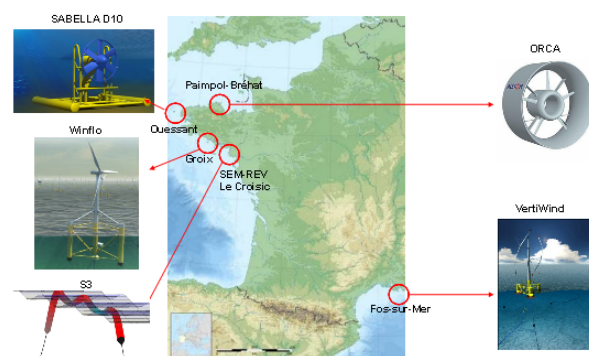 SABELLA D10
ORCA
Paimpol-Bréhat
Ouessant
Winflo
Groix
SEM-REV
Le Croisic
VertiWind
S3
Fos-sur-Mer